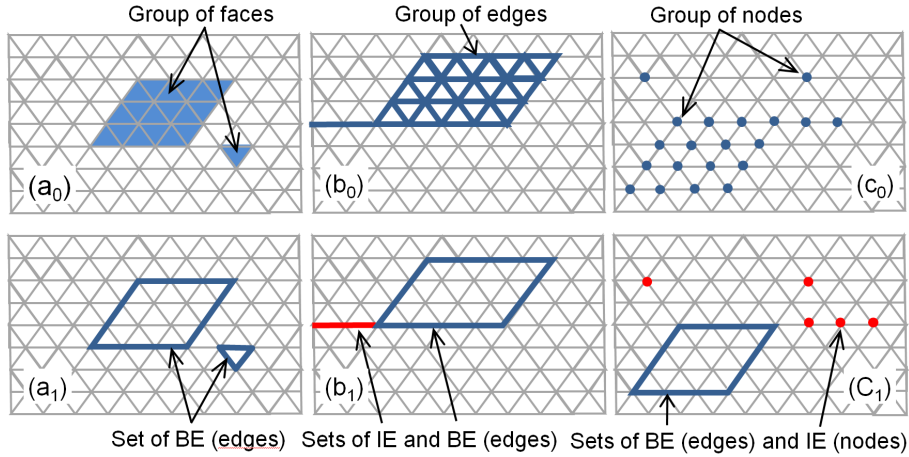 Group of faces
Group of edges
Group of nodes
(a0)
(b0)
(c0)
(a1)
(b1)
(C1)
Set of BE (edges)
Sets of IE and BE (edges)
Sets of BE (edges) and IE (nodes)